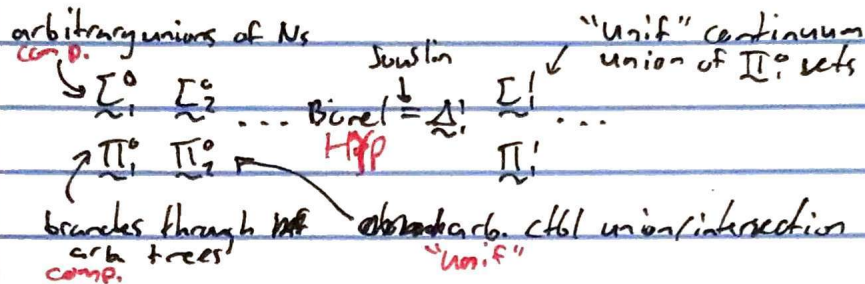 arbitrary unions of Ns "unif" continuum
comp. Souslin union of Π⁰₁ sets
Σ⁰₁ Σ⁰₂ ... Borel = Δ¹₁ Σ¹₁ ...
HYP
Π⁰₁ Π⁰₂ Π¹₁
branches through arb. ctbl union/intersection
arb trees "unif"
comp.